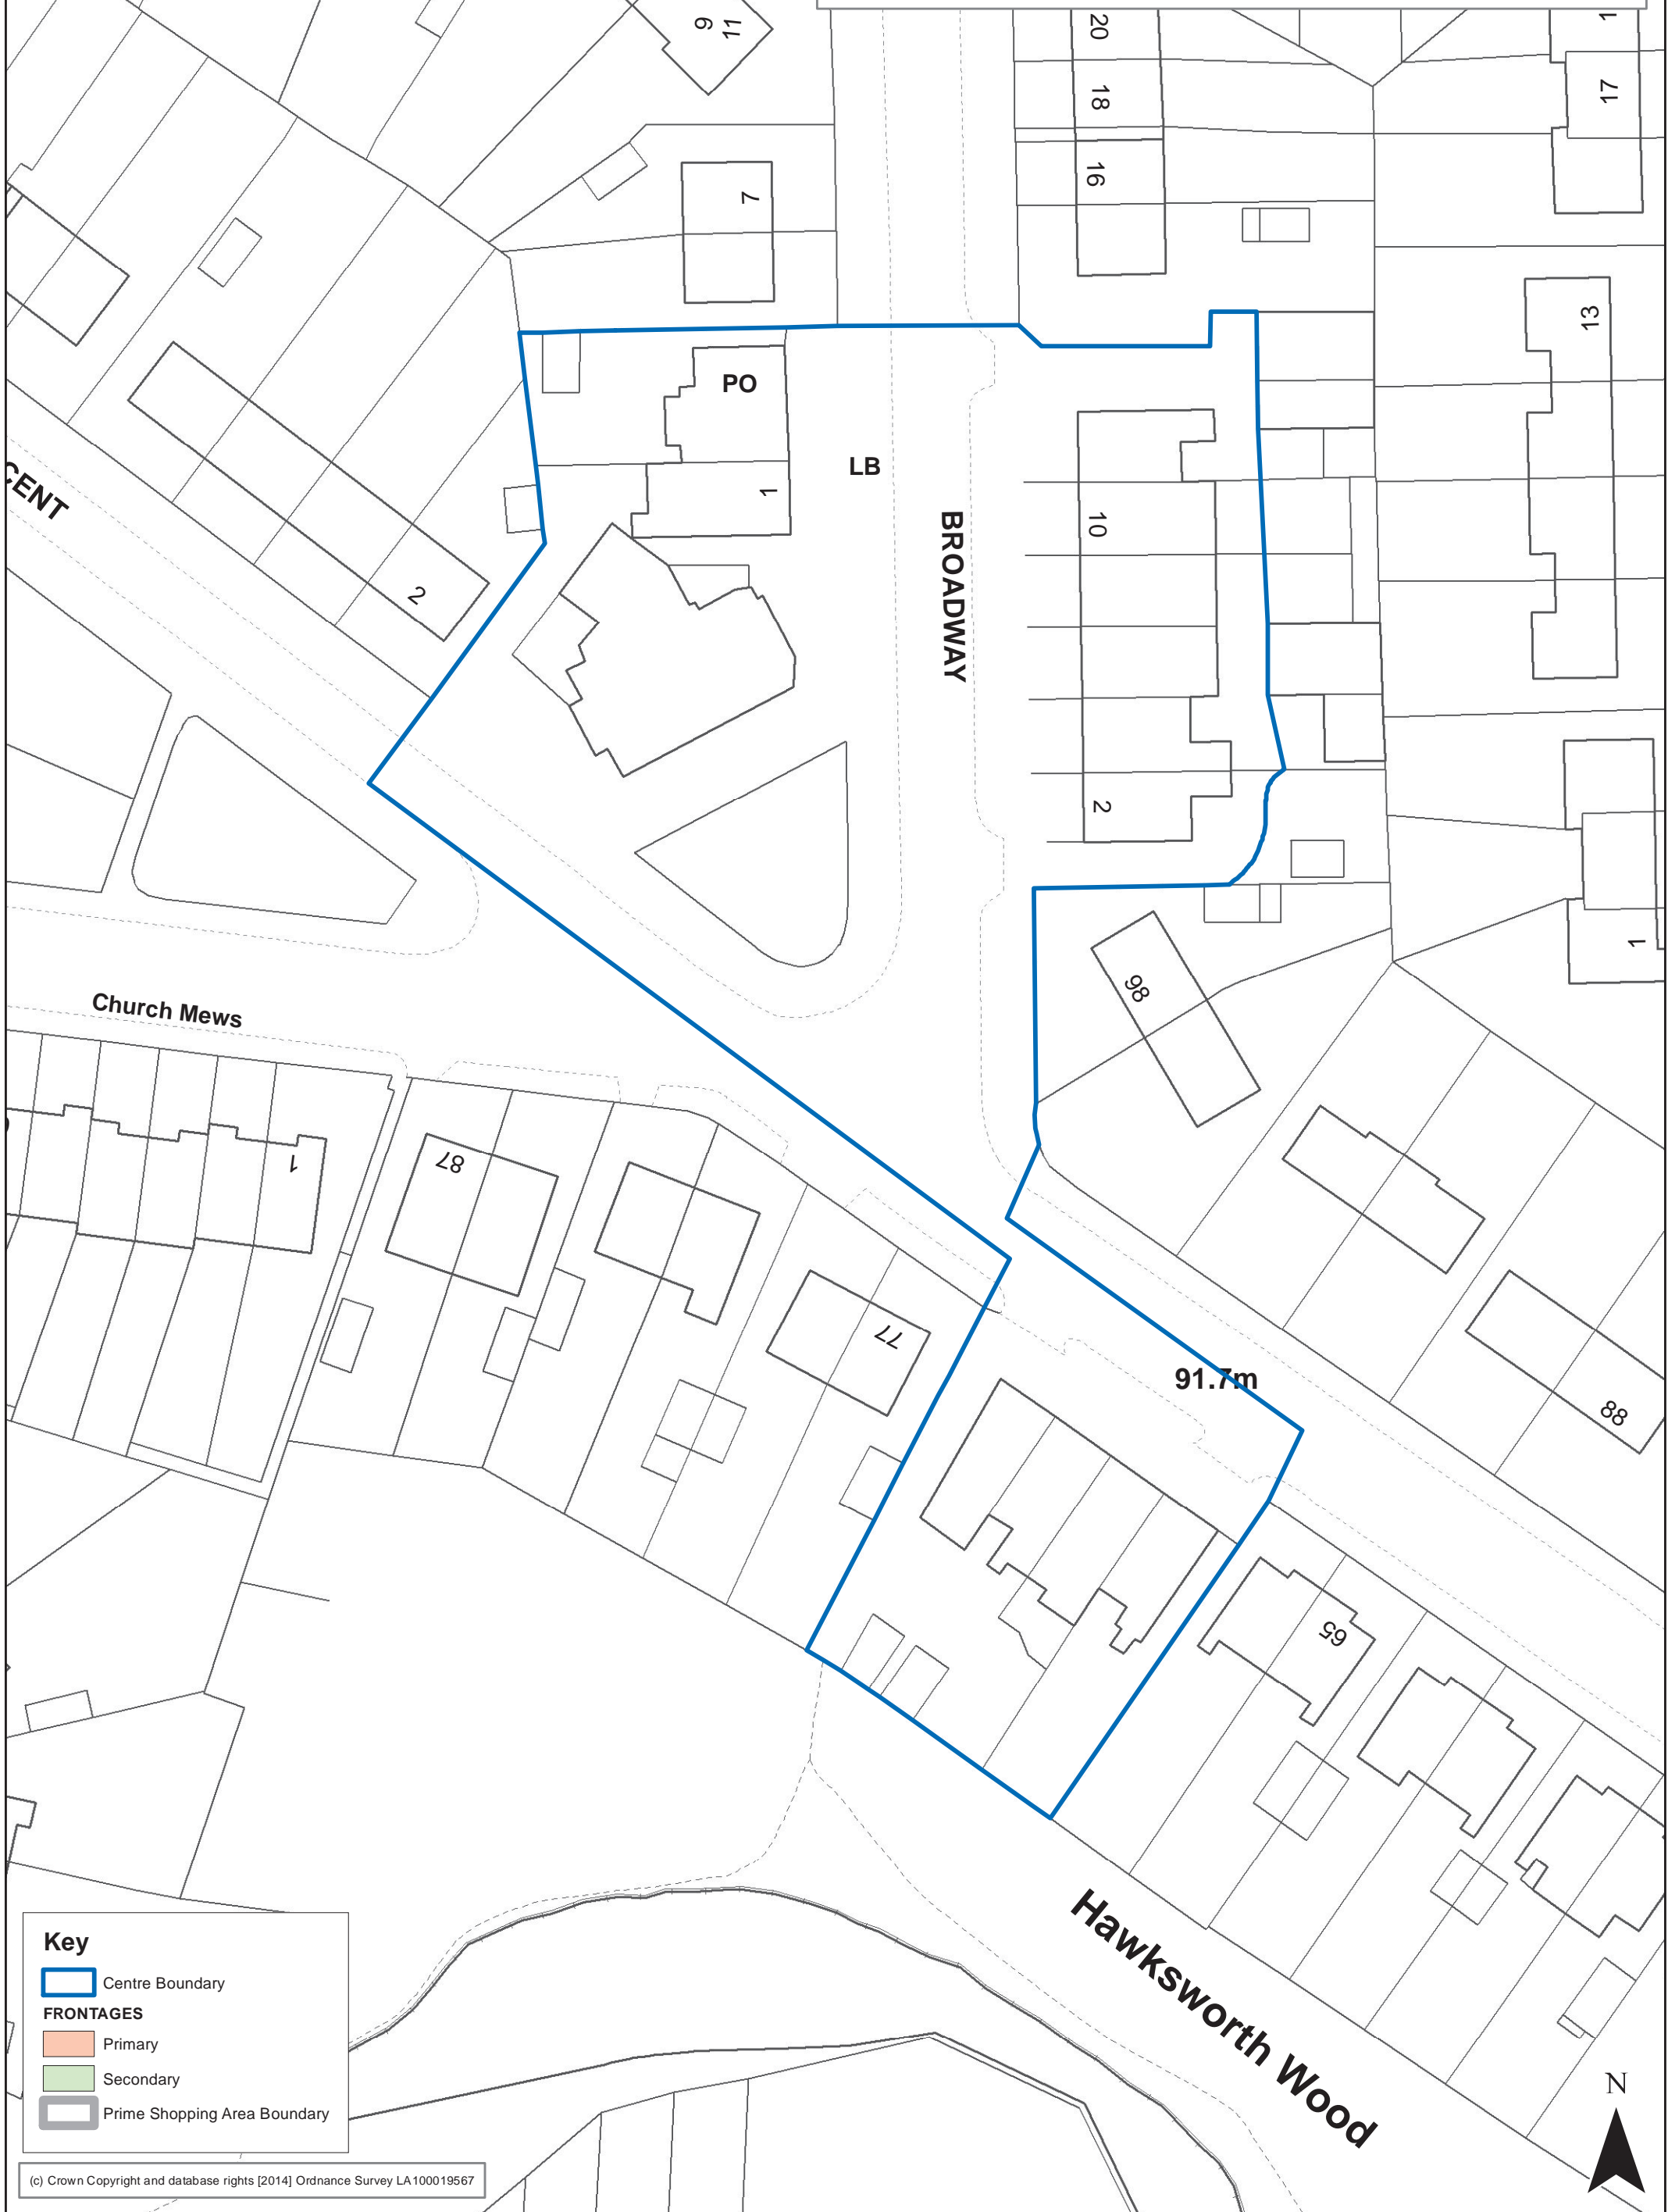 9
11
20
18
16
1
17
7
13
PO
1
LB
10
BROADWAY
CENT
2
2
98
1
Church Mews
1
87
77
91.7m
88
65
Hawksworth Wood
Key
Centre Boundary
FRONTAGES
Primary
Secondary
Prime Shopping Area Boundary
N
(c) Crown Copyright and database rights [2014] Ordnance Survey LA100019567